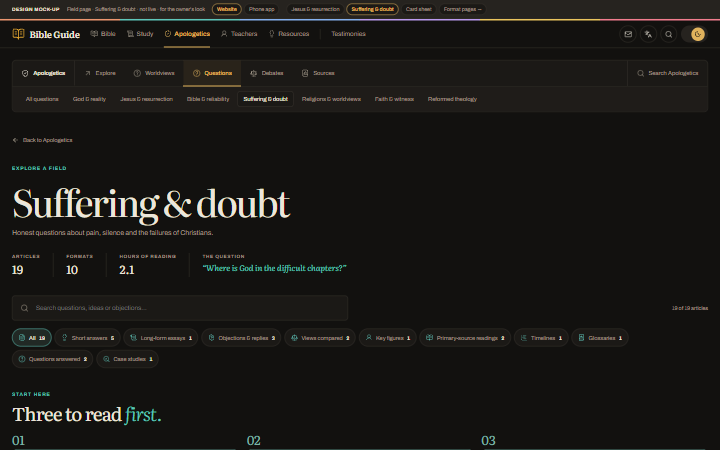 DESIGN MOCK-UP Field page · Suffering & doubt · not live · for the owner's look Website Phone app Jesus & resurrection Suffering & doubt Card sheet Format pages →
Bible Guide Bible Study Apologetics Teachers Resources Testimonies
Apologetics Explore Worldviews Questions Debates Sources Search Apologetics
All questions God & reality Jesus & resurrection Bible & reliability Suffering & doubt Religions & worldviews Faith & witness Reformed theology
← Back to Apologetics
EXPLORE A FIELD
Suffering & doubt
Honest questions about pain, silence and the failures of Christians.
ARTICLES FORMATS HOURS OF READING THE QUESTION
19 10 2.1 "Where is God in the difficult chapters?"
Search questions, ideas or objections... 19 of 19 articles
All 19 Short answers 5 Long-form essays 1 Objections & replies 2 Views compared 2 Key figures 1 Primary-source readings 3 Timelines 1 Glossaries 1
Questions answered 2 Case studies 1
START HERE
Three to read first.
01 02 03